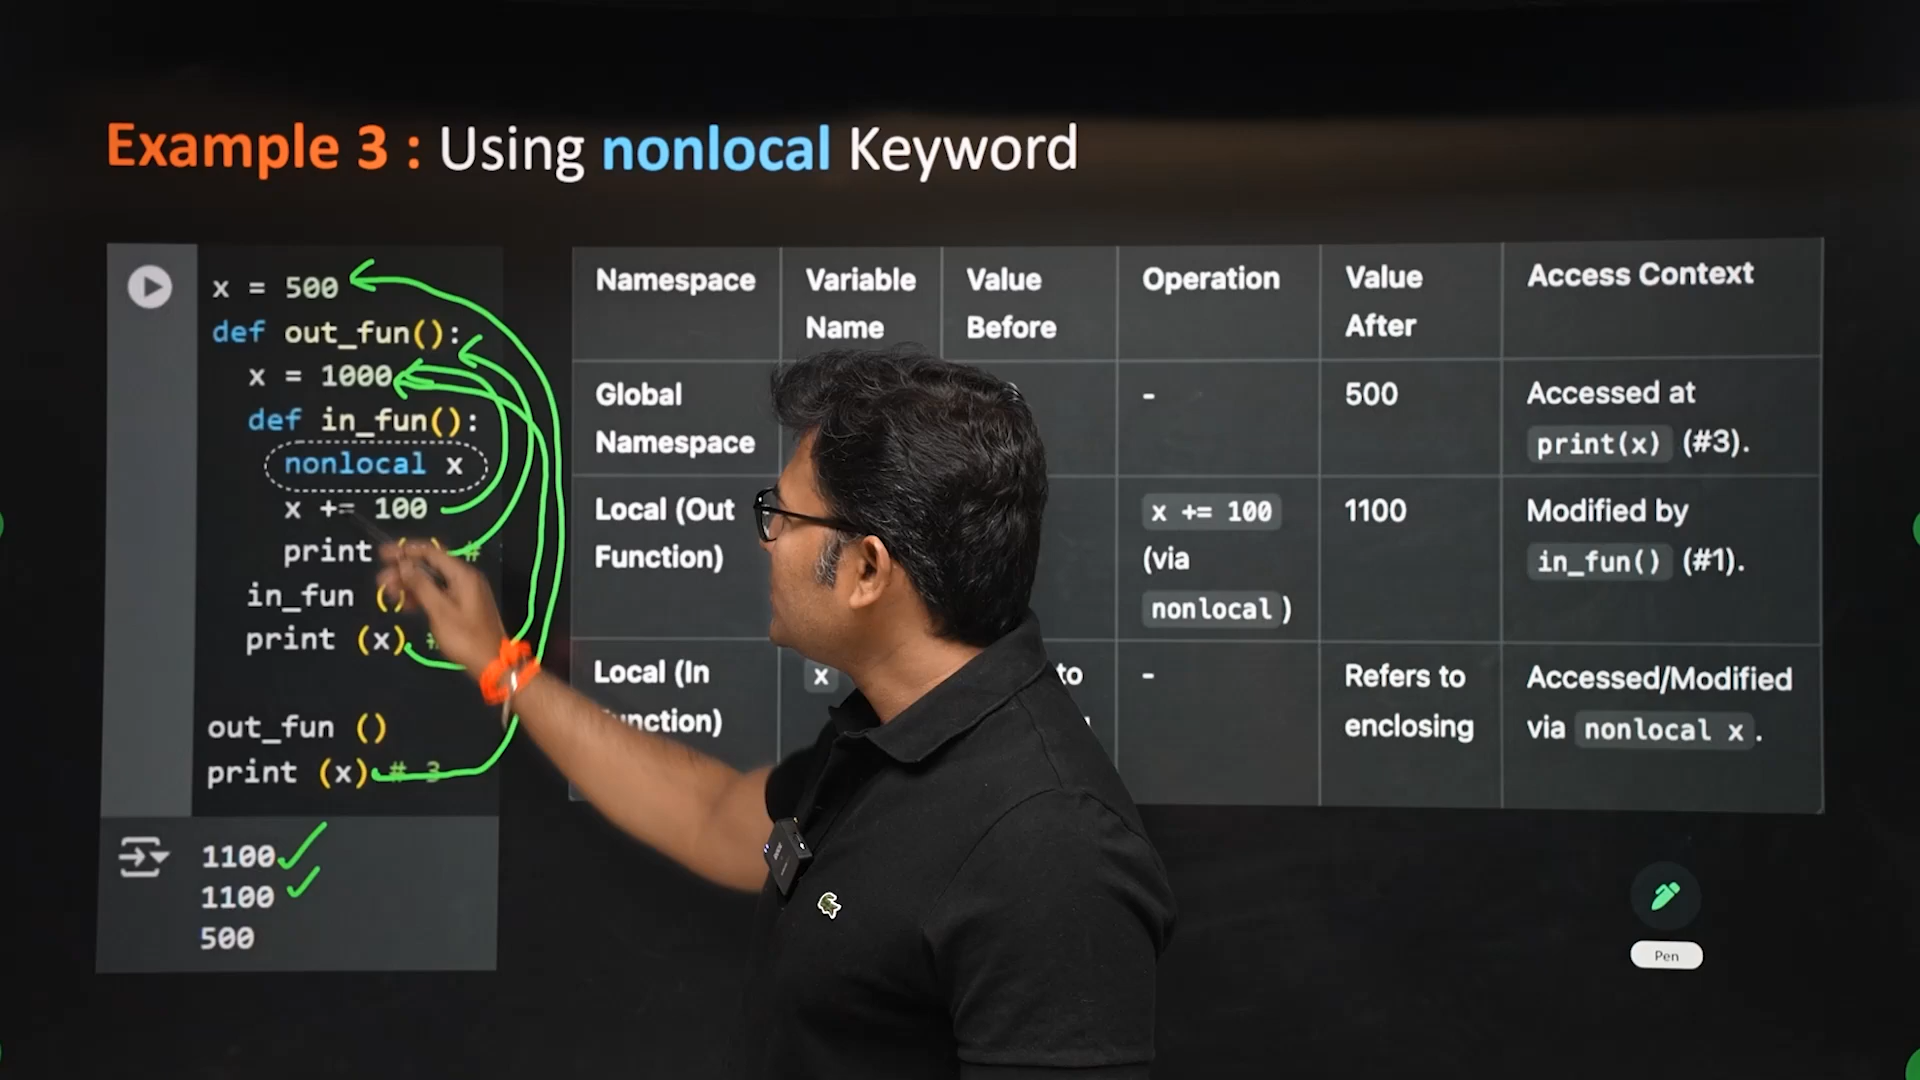 Example 3 : Using nonlocal Keyword
x = 500
def out_fun():
x = 1000
def in_fun():
nonlocal x
x += 100
print #
in_fun ()
print (x) #
out_fun ()
print (x) # 3
1100
1100
500
Namespace
Variable
Name
Value
Before
Operation
Value
After
Access Context
Global
Namespace
-
500
Accessed at
print(x) (#3).
Local (Out
Function)
x += 100
(via
nonlocal )
1100
Modified by
in_fun() (#1).
Local (In
x
to
-
Refers to
enclosing
Accessed/Modified
via nonlocal x .
Pen